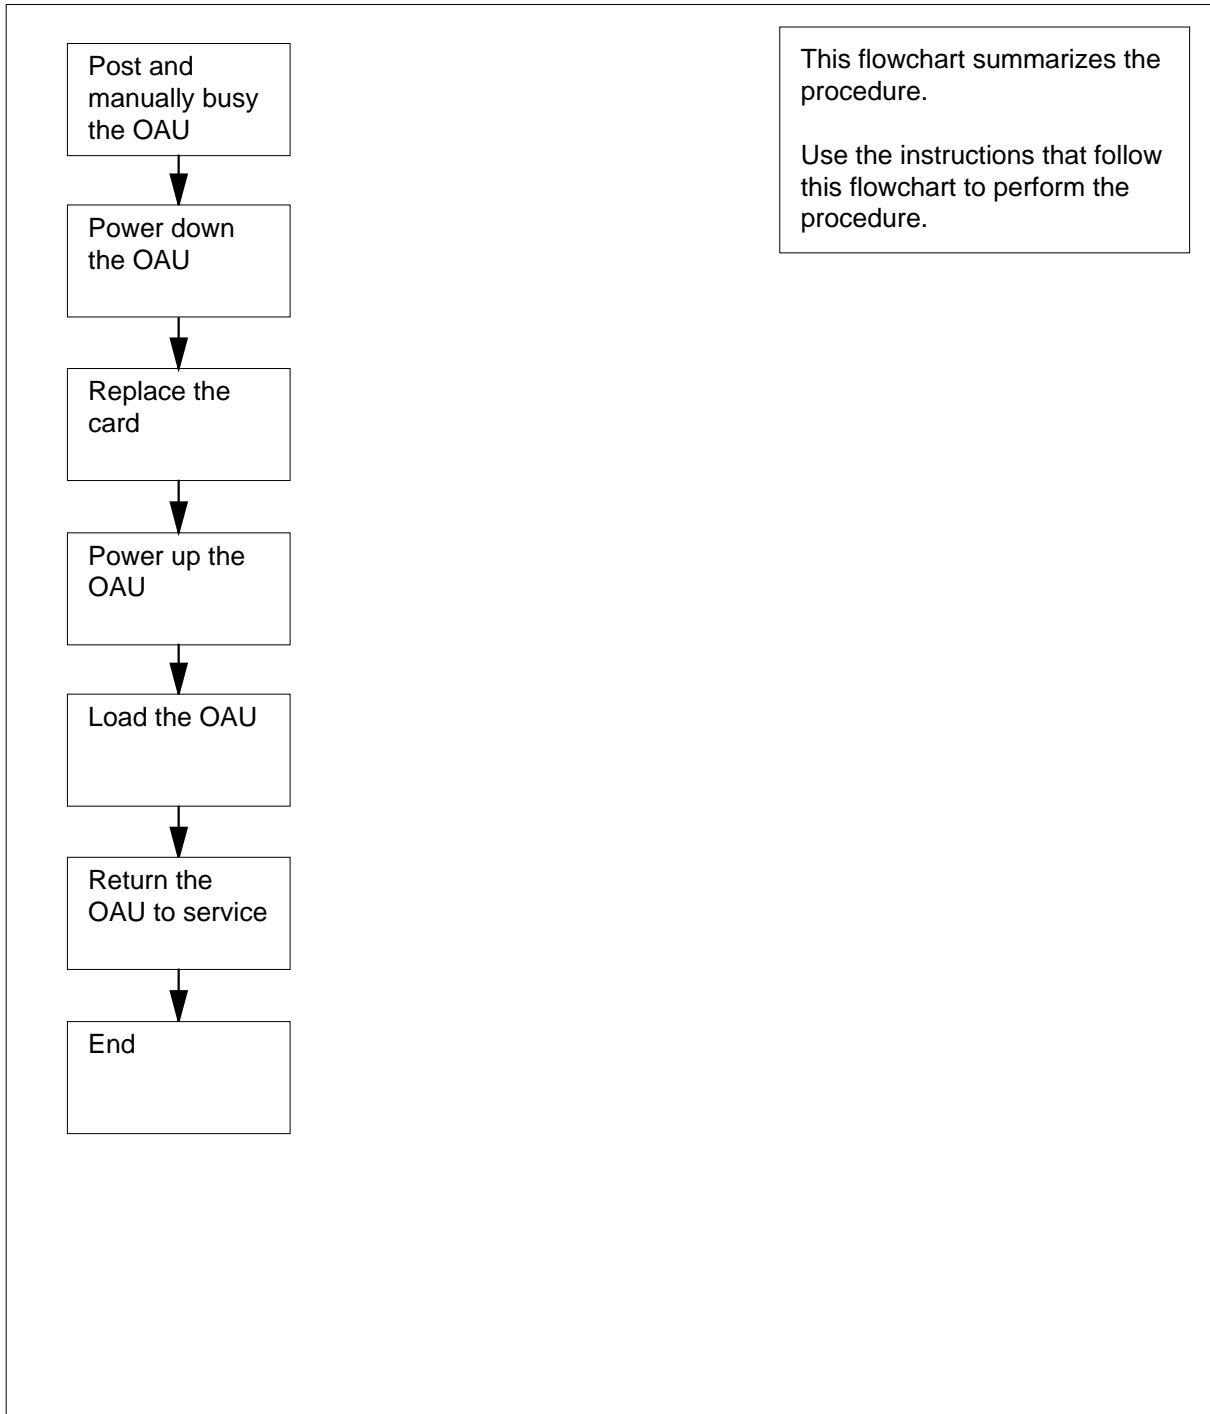 Post and
manually busy
the OAU
Power down
the OAU
Replace the
card
Power up the
OAU
Load the OAU
Return the
OAU to service
End
This flowchart summarizes the
procedure.
Use the instructions that follow
this flowchart to perform the
procedure.